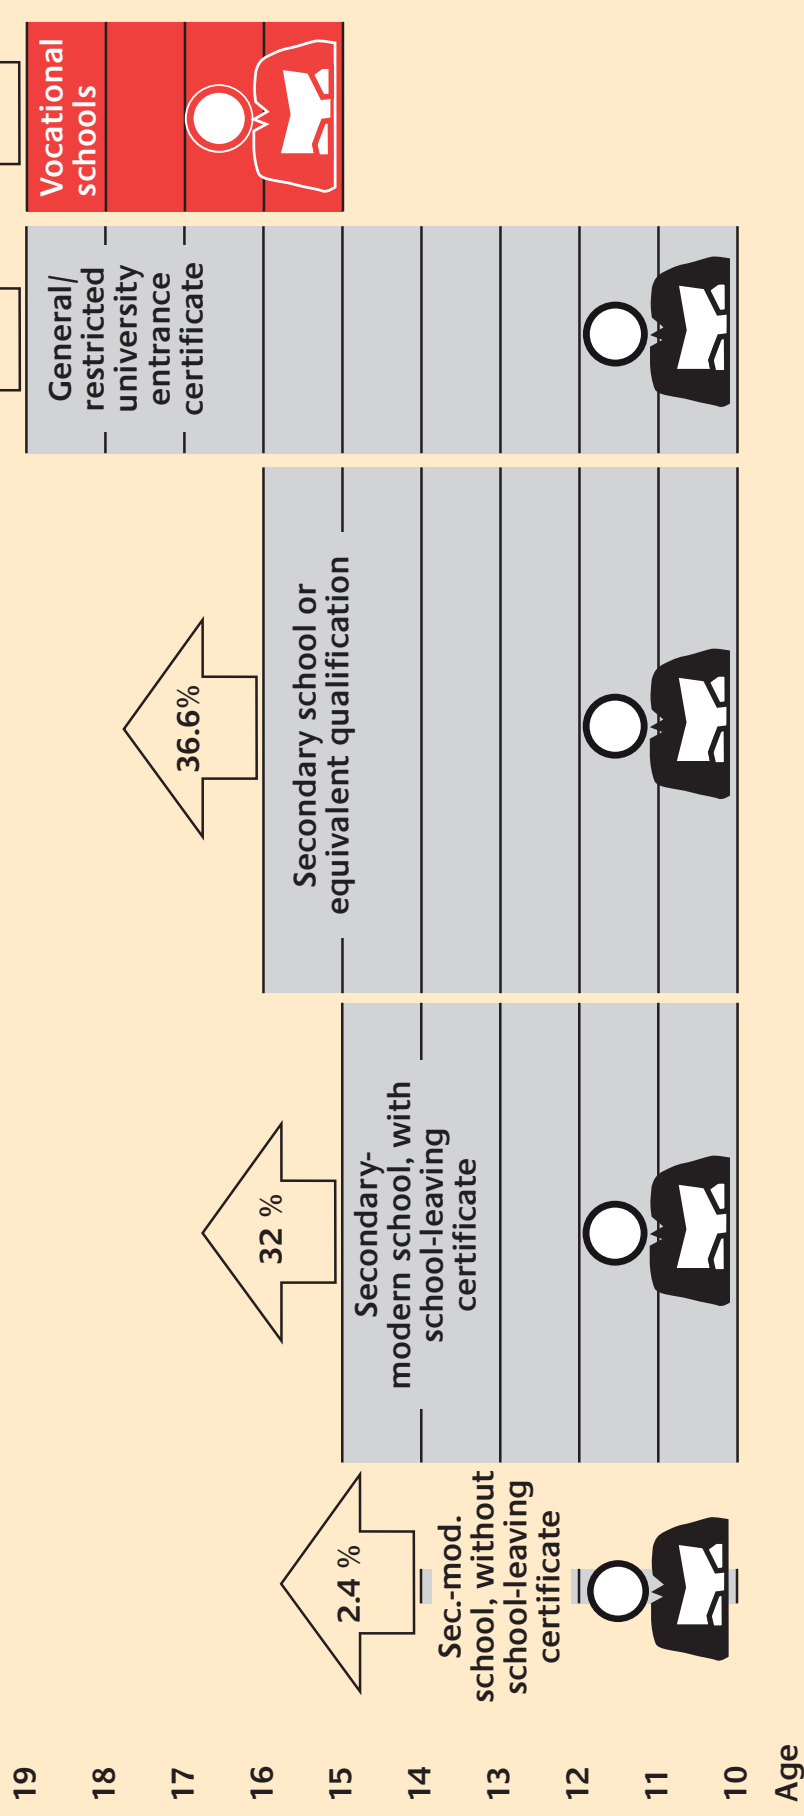 19
18
17
16
15
14
13
12
11
10
Age
2.4 %
Sec.-mod.
school, without
school-leaving
certificate
32 %
Secondary-
modern school, with
school-leaving
certificate
36.6%
Secondary school or
equivalent qualification
General/
restricted
university
entrance
certificate
Vocational
schools